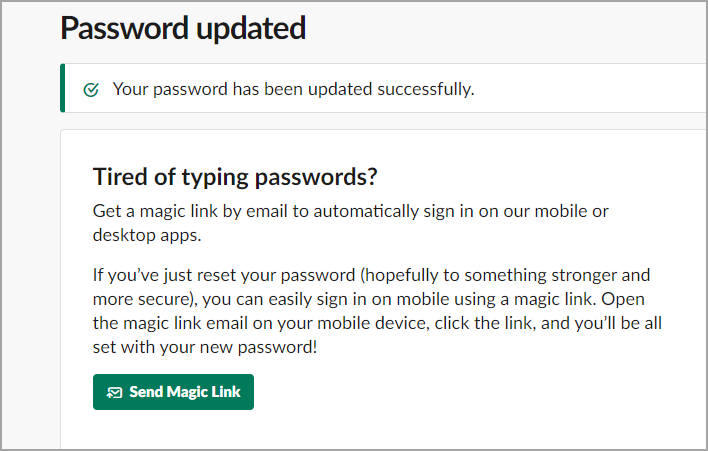 Password updated
Your password has been updated successfully.
Tired of typing passwords?
Get a magic link by email to automatically sign in on our mobile or
desktop apps.
If you’ve just reset your password (hopefully to something stronger and
more secure), you can easily sign in on mobile using a magic link. Open
the magic link email on your mobile device, click the link, and you’ll be all
set with your new password!
Send Magic Link